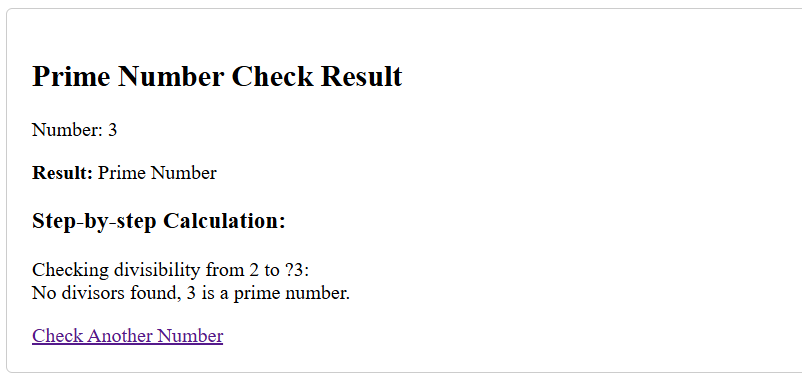 Prime Number Check Result
Number: 3
Result: Prime Number
Step-by-step Calculation:
Checking divisibility from 2 to ?3:
No divisors found, 3 is a prime number.
Check Another Number